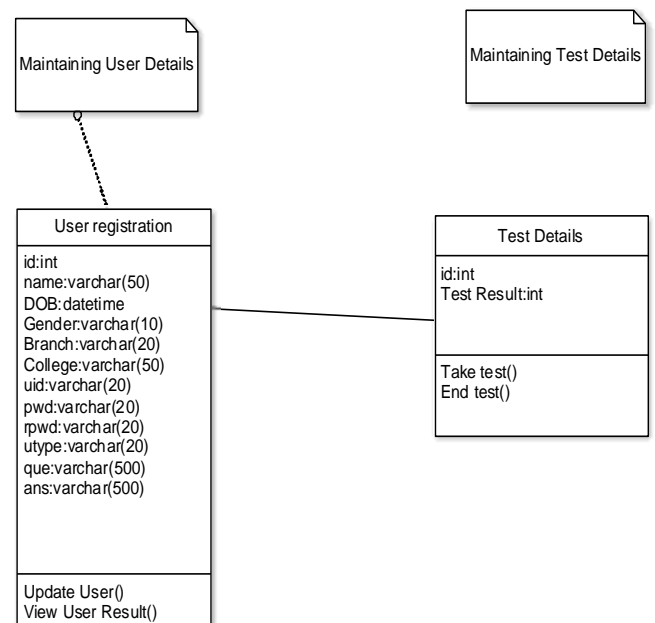 Maintaining User Details
Maintaining Test Details
User registration
id:int
name:varchar(50)
DOB:datetime
Gender:varchar(10)
Branch:varchar(20)
College:varchar(50)
uid:varchar(20)
pwd:varchar(20)
rpwd:varchar(20)
utype:varchar(20)
que:varchar(500)
ans:varchar(500)
Update User()
View User Result()
Test Details
id:int
Test Result:int
Take test()
End test()